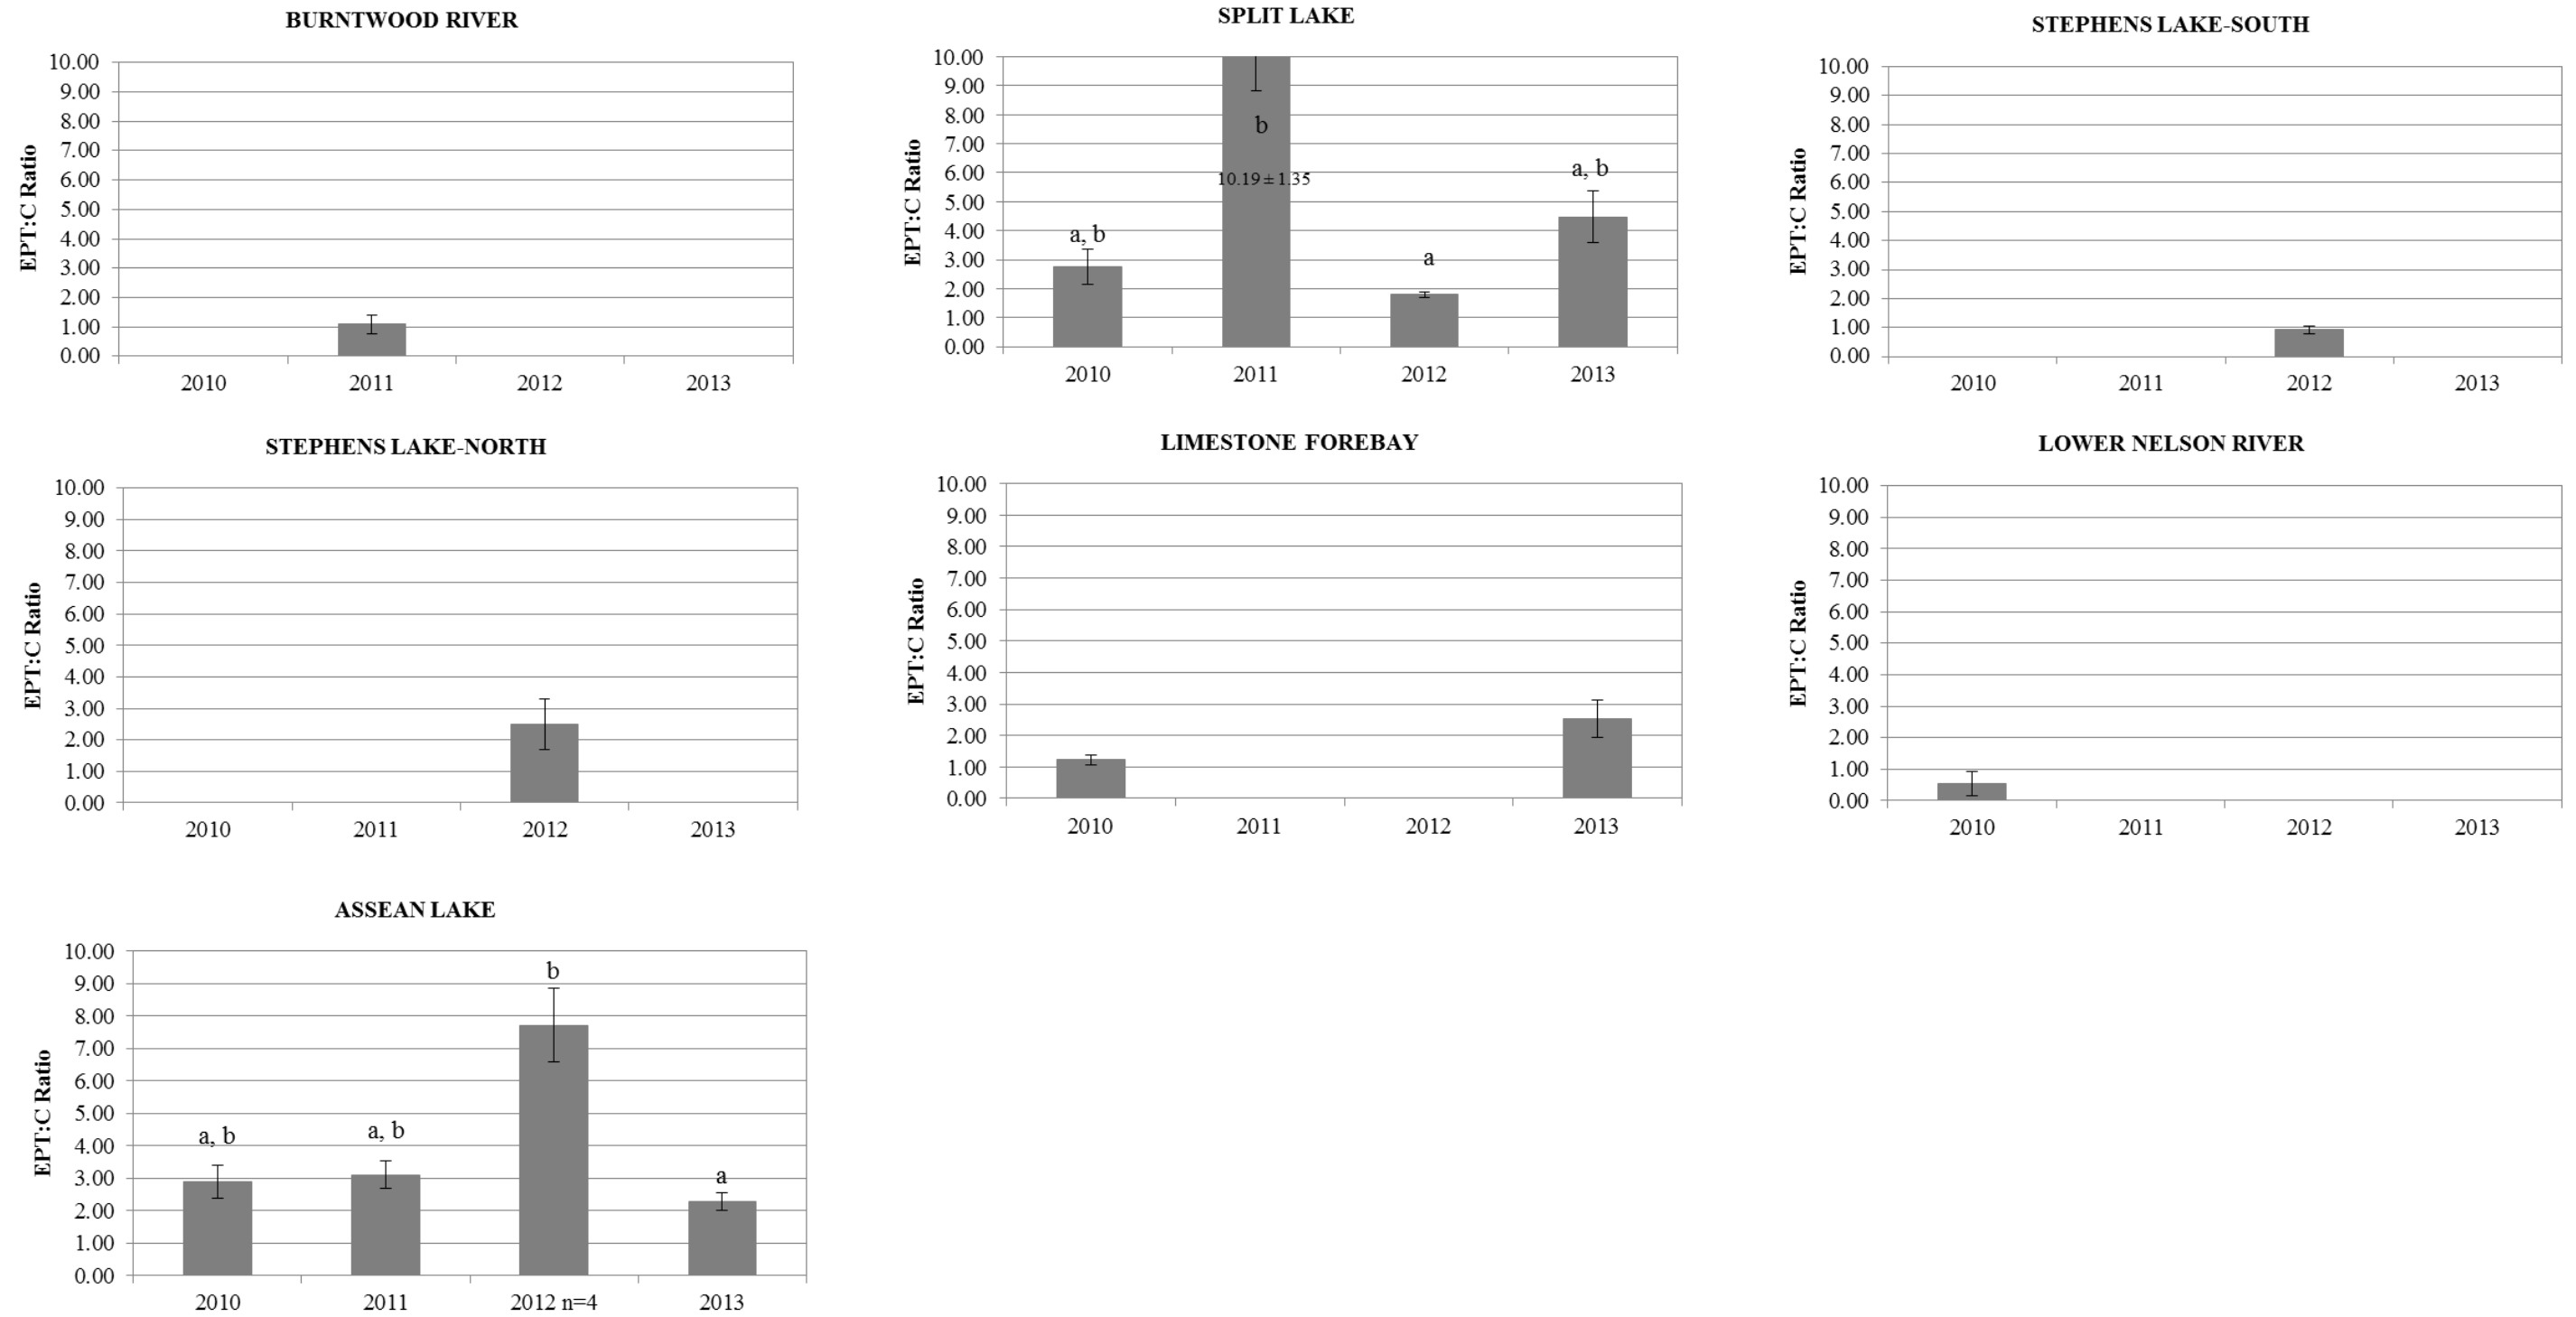 BURNTWOOD RIVER
EPT:C Ratio
10.00
9.00
8.00
7.00
6.00
5.00
4.00
3.00
2.00
1.00
0.00
2010 2011 2012 2013
SPLIT LAKE
EPT:C Ratio
10.00
9.00
8.00
7.00
6.00
5.00
4.00
3.00
2.00
1.00
0.00
a, b
b
10.19 ± 1.35
a
a, b
2010 2011 2012 2013
STEPHENS LAKE-SOUTH
EPT:C Ratio
10.00
9.00
8.00
7.00
6.00
5.00
4.00
3.00
2.00
1.00
0.00
2010 2011 2012 2013
STEPHENS LAKE-NORTH
EPT:C Ratio
10.00
9.00
8.00
7.00
6.00
5.00
4.00
3.00
2.00
1.00
0.00
2010 2011 2012 2013
LIMESTONE FOREBAY
EPT:C Ratio
10.00
9.00
8.00
7.00
6.00
5.00
4.00
3.00
2.00
1.00
0.00
2010 2011 2012 2013
LOWER NELSON RIVER
EPT:C Ratio
10.00
9.00
8.00
7.00
6.00
5.00
4.00
3.00
2.00
1.00
0.00
2010 2011 2012 2013
ASSEAN LAKE
EPT:C Ratio
10.00
9.00
8.00
7.00
6.00
5.00
4.00
3.00
2.00
1.00
0.00
a, b
a, b
b
a
2010 2011 2012 n=4 2013